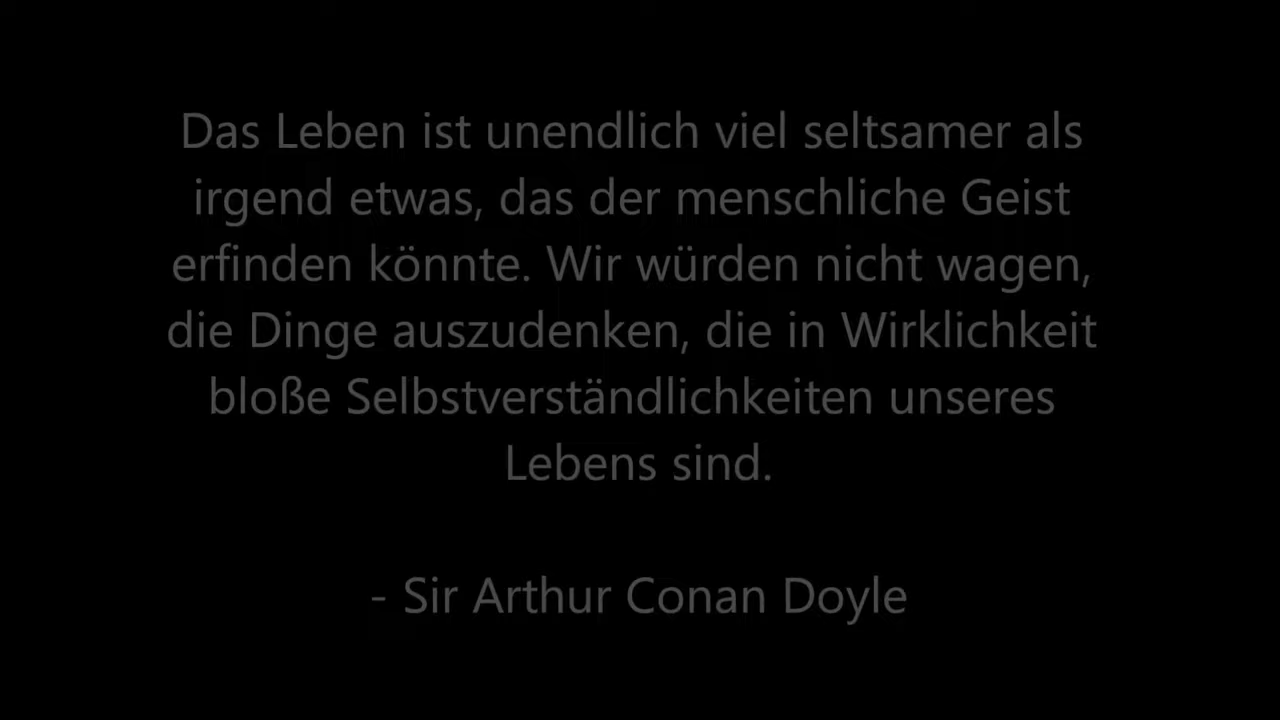 Das Leben ist unendlich viel seltsamer als
irgend etwas, das der menschliche Geist
erfinden könnte. Wir würden nicht wagen,
die Dinge auszudenken, die in Wirklichkeit
bloße Selbstverständlichkeiten unseres
Lebens sind.
- Sir Arthur Conan Doyle